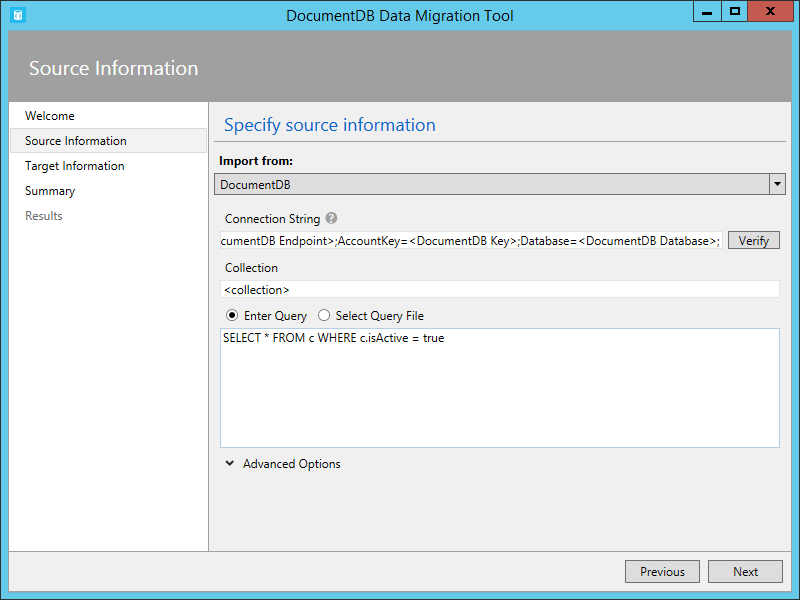 DocumentDB Data Migration Tool
Source Information
Welcome
Source Information
Target Information
Summary
Results
Specify source information
Import from:
DocumentDB
Connection String ?
cumentDB Endpoint>;AccountKey=<DocumentDB Key>;Database=<DocumentDB Database>;
Verify
Collection
<collection>
Enter Query Select Query File
SELECT * FROM c WHERE c.isActive = true
Advanced Options
Previous Next